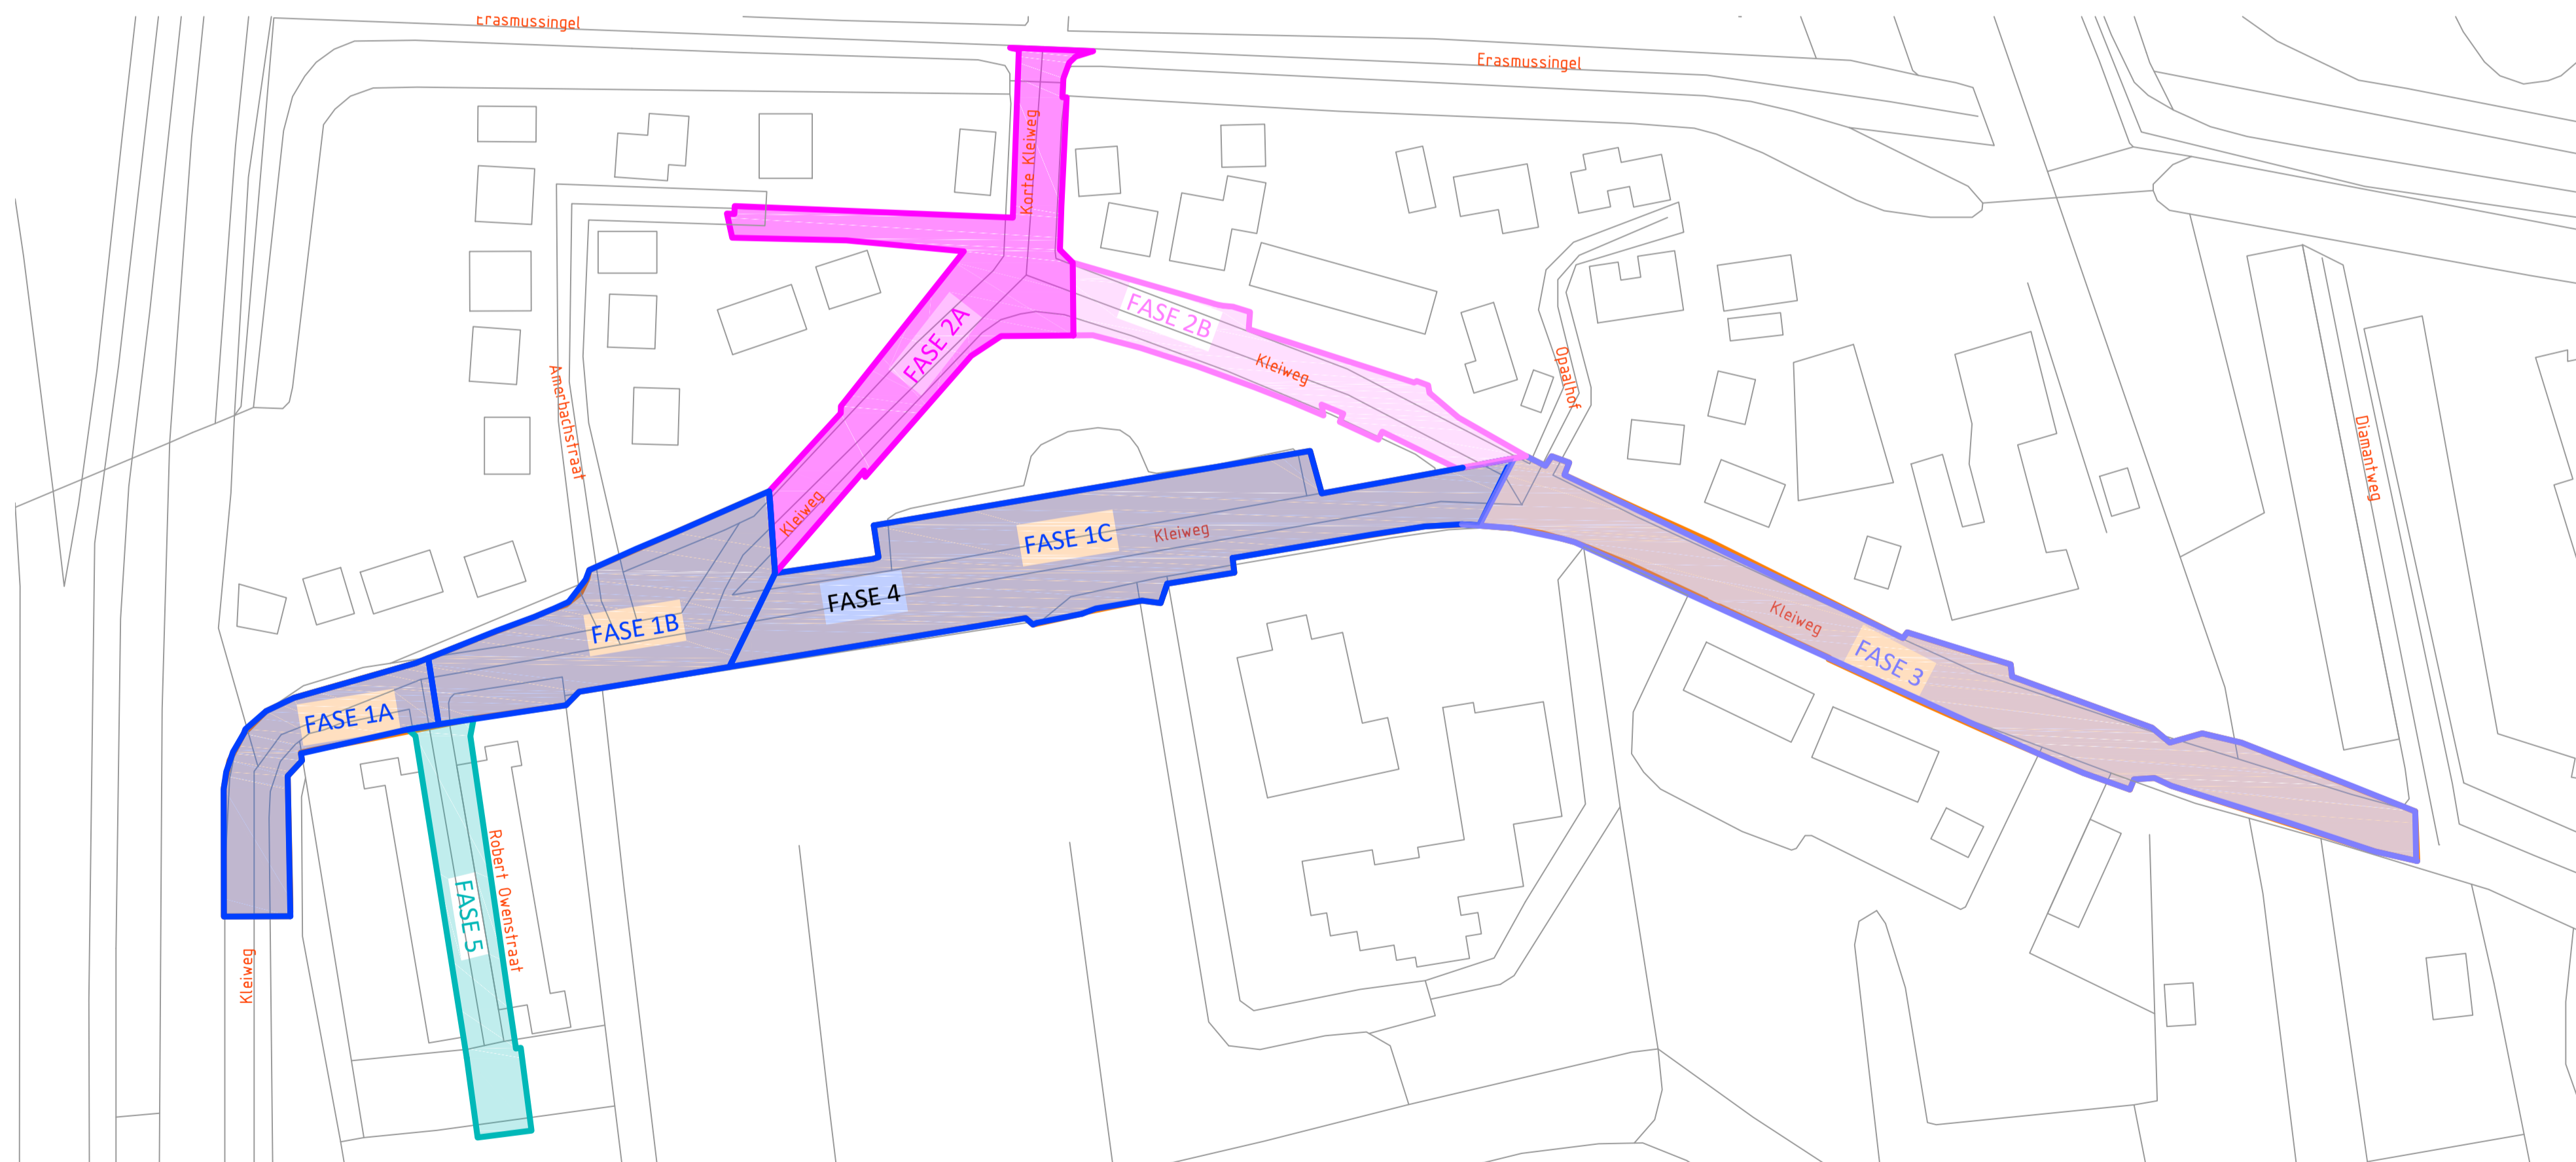 Erasmussingel
Erasmussingel
Korte Kleiweg
FASE 2B
FASE 2A
Kleiweg
Opaalhof
Amerbachstraat
Diamantweg
Kleiweg
FASE 1C
Kleiweg
FASE 4
FASE 1B
Kleiweg
FASE 3
FASE 1A
Robert Owenstraat
FASE 5
Kleiweg